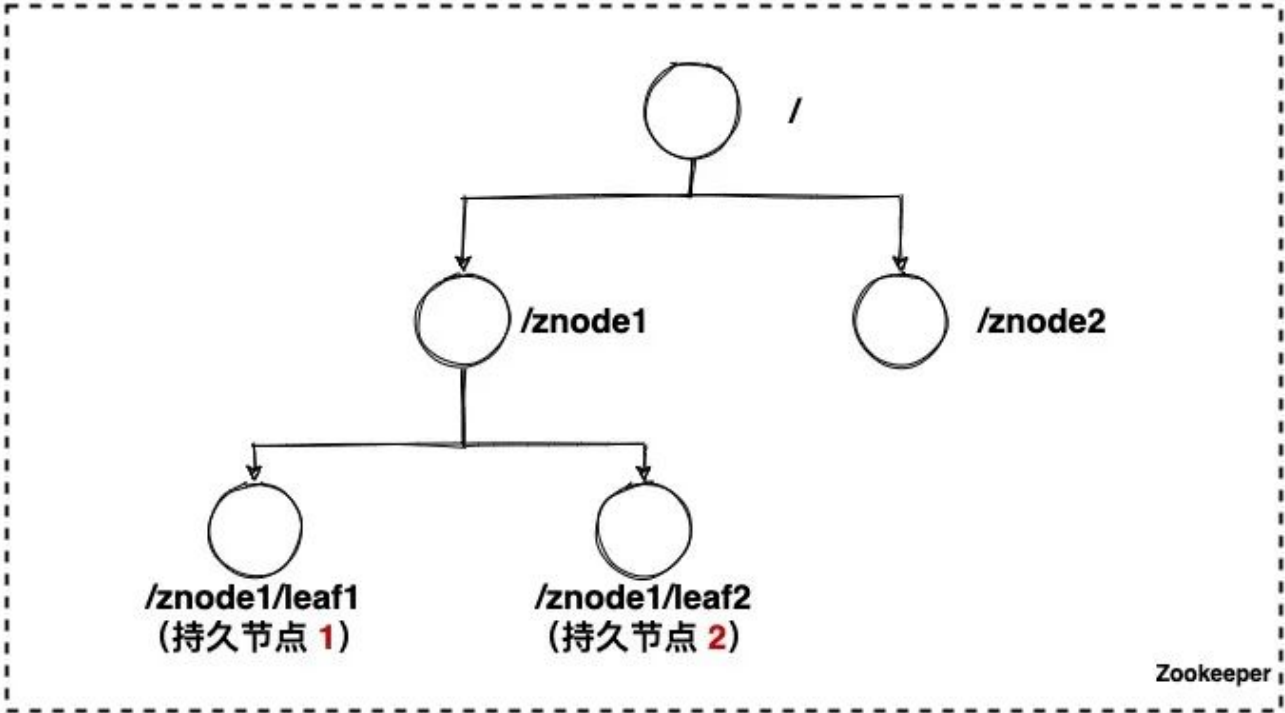 /
/znode1
/znode2
/znode1/leaf1
（持久节点 1）
/znode1/leaf2
（持久节点 2）
Zookeeper